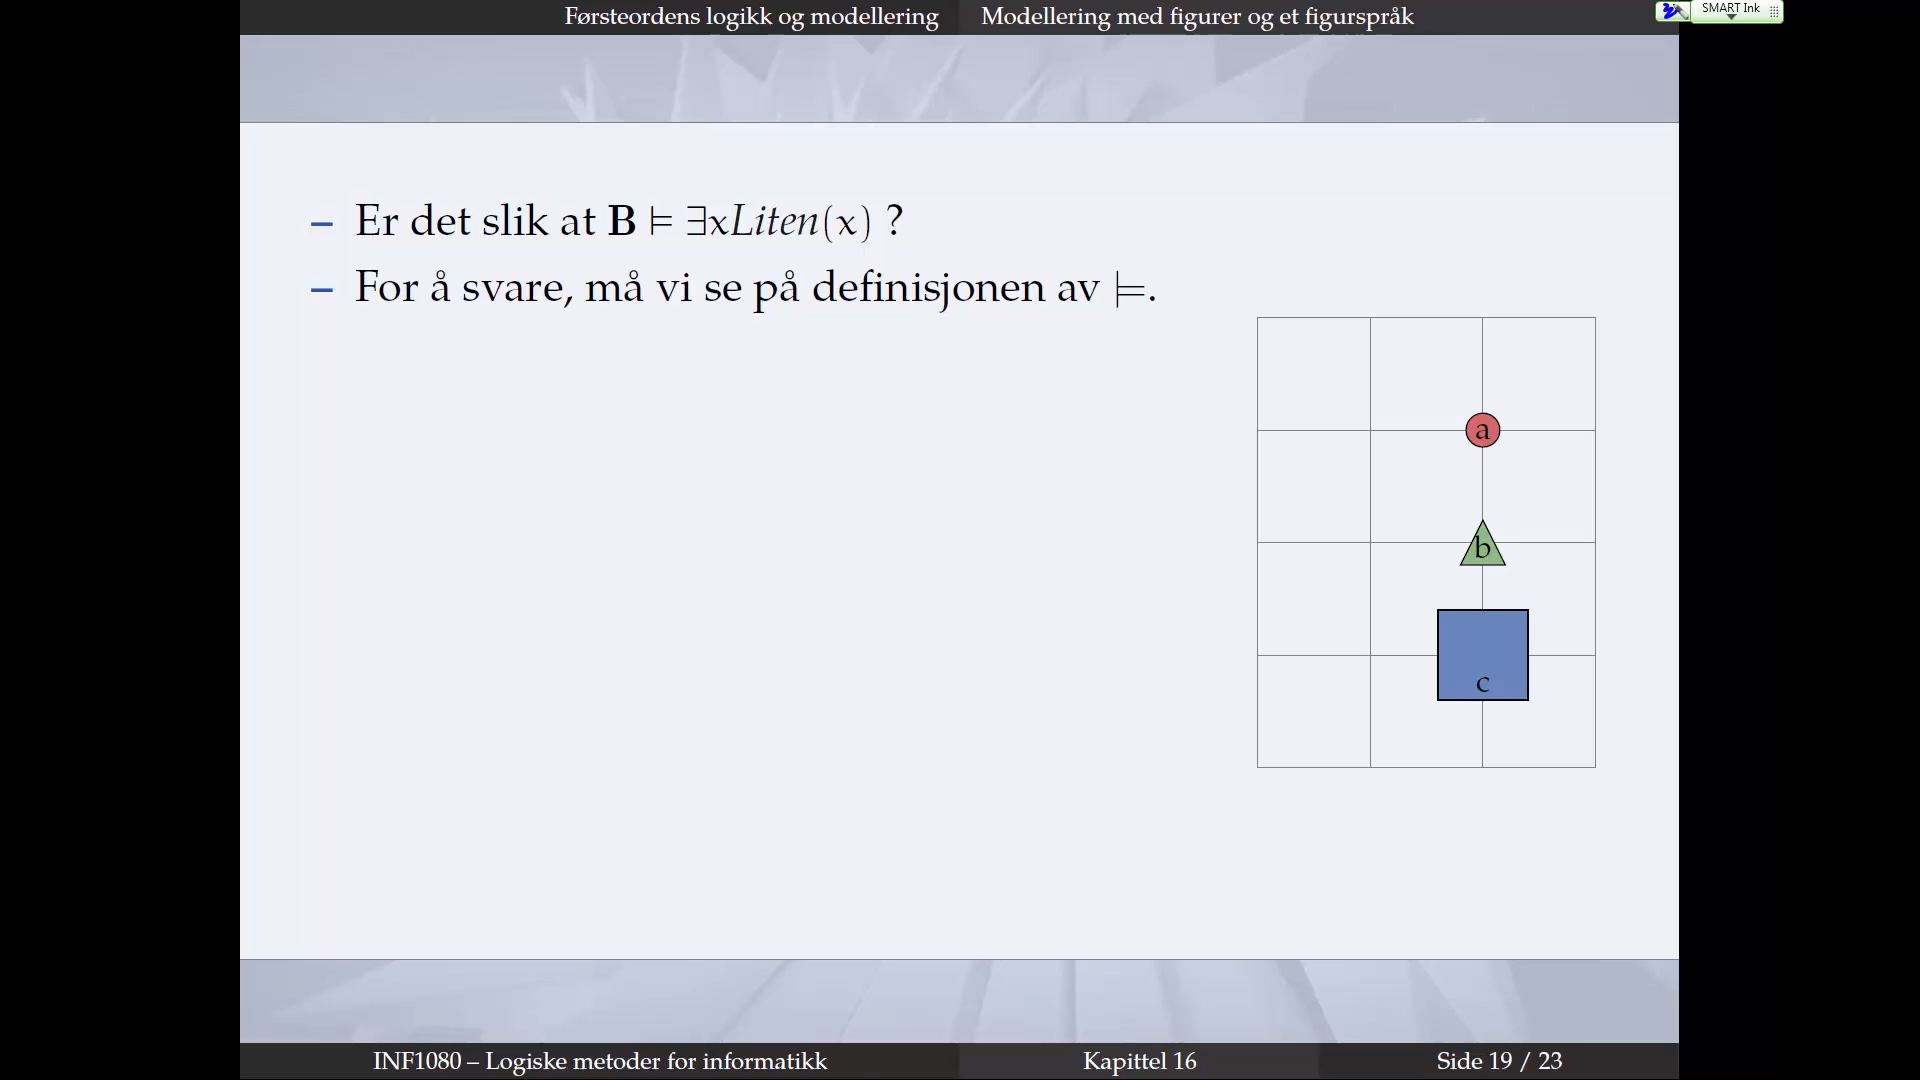 Førsteordens logikk og modellering Modellering med figurer og et figurspråk
SMART Ink
– Er det slik at B ⊨ ∃xLiten(x) ?
– For å svare, må vi se på definisjonen av ⊨.
a
b
c
INF1080 – Logiske metoder for informatikk Kapittel 16 Side 19 / 23